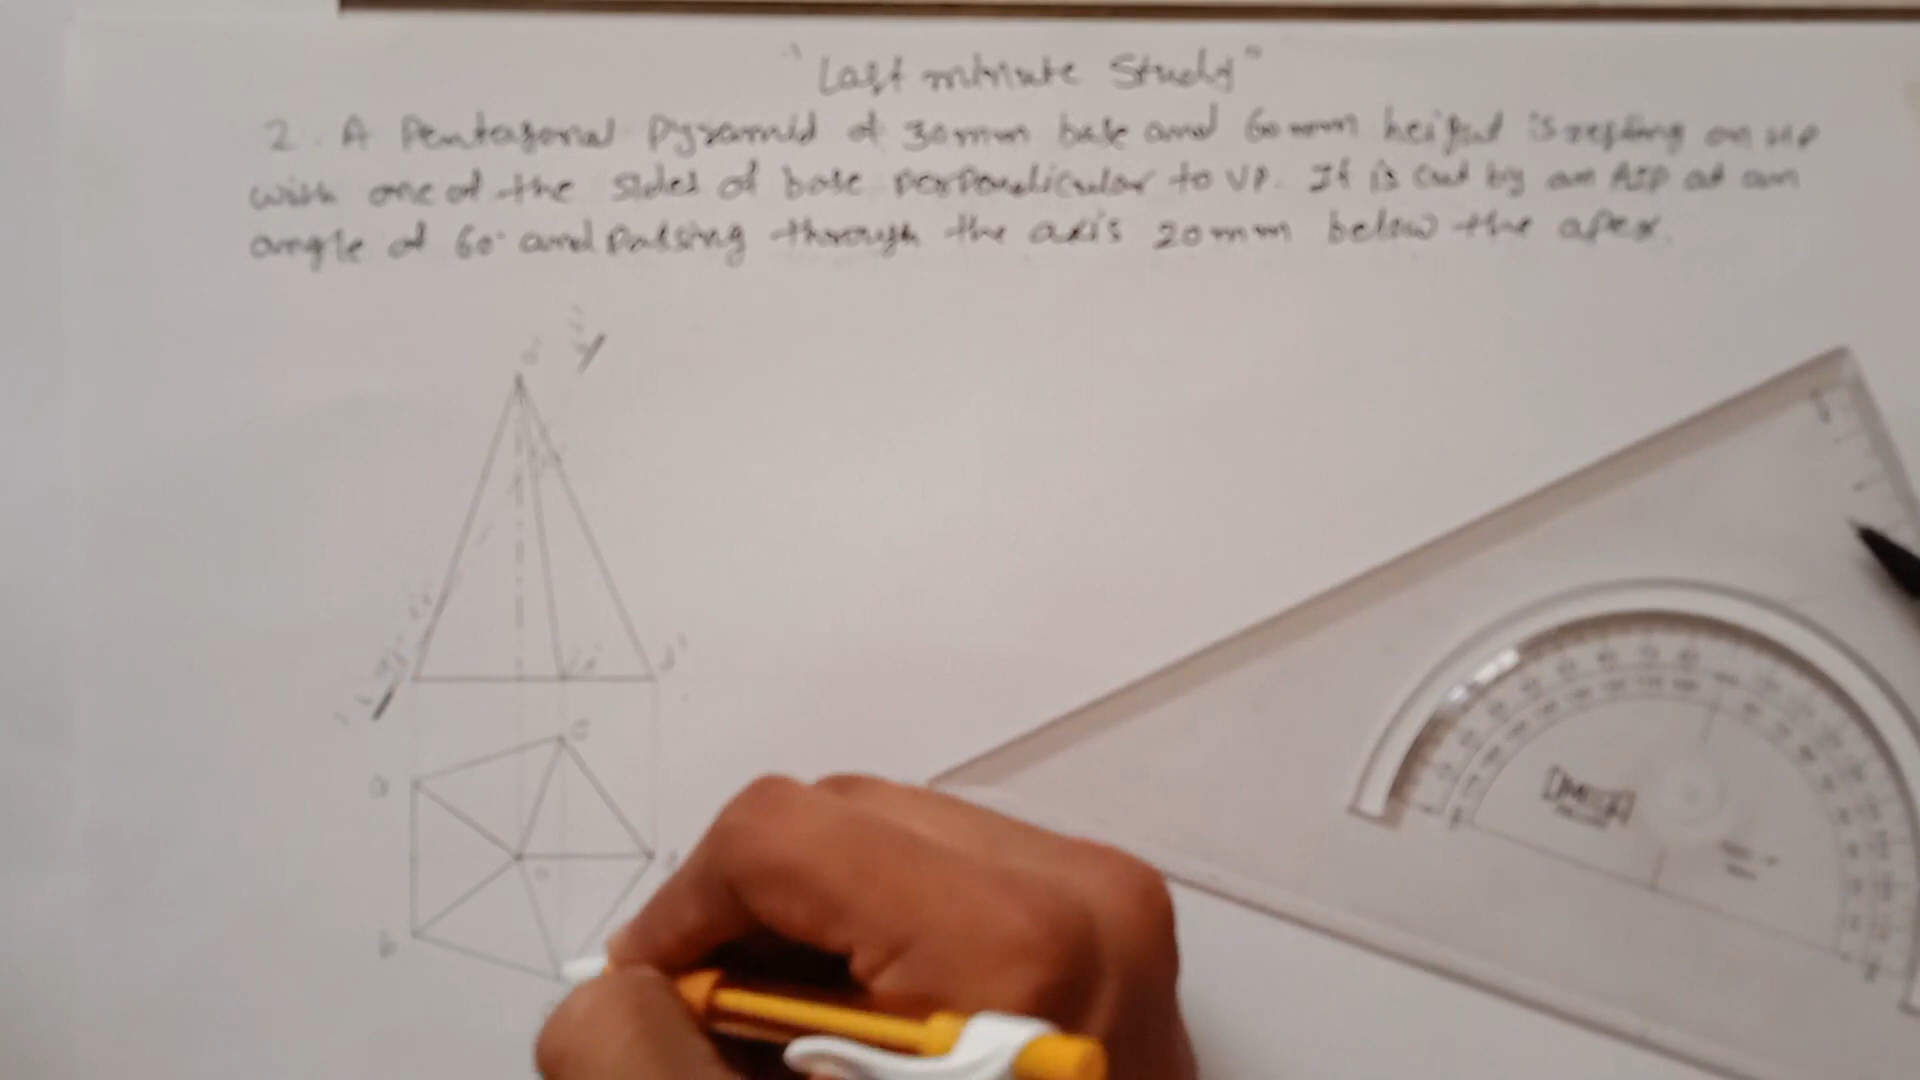 "Last minute Study"
2. A Pentagonal Pyramid of 30mm base and 60mm height is resting on HP
with one of the sides of base perpendicular to VP. It is cut by an AIP at an
angle of 60° and passing through the axis 20mm below the apex.
o'
d'
e
a
o
b
OMEGA